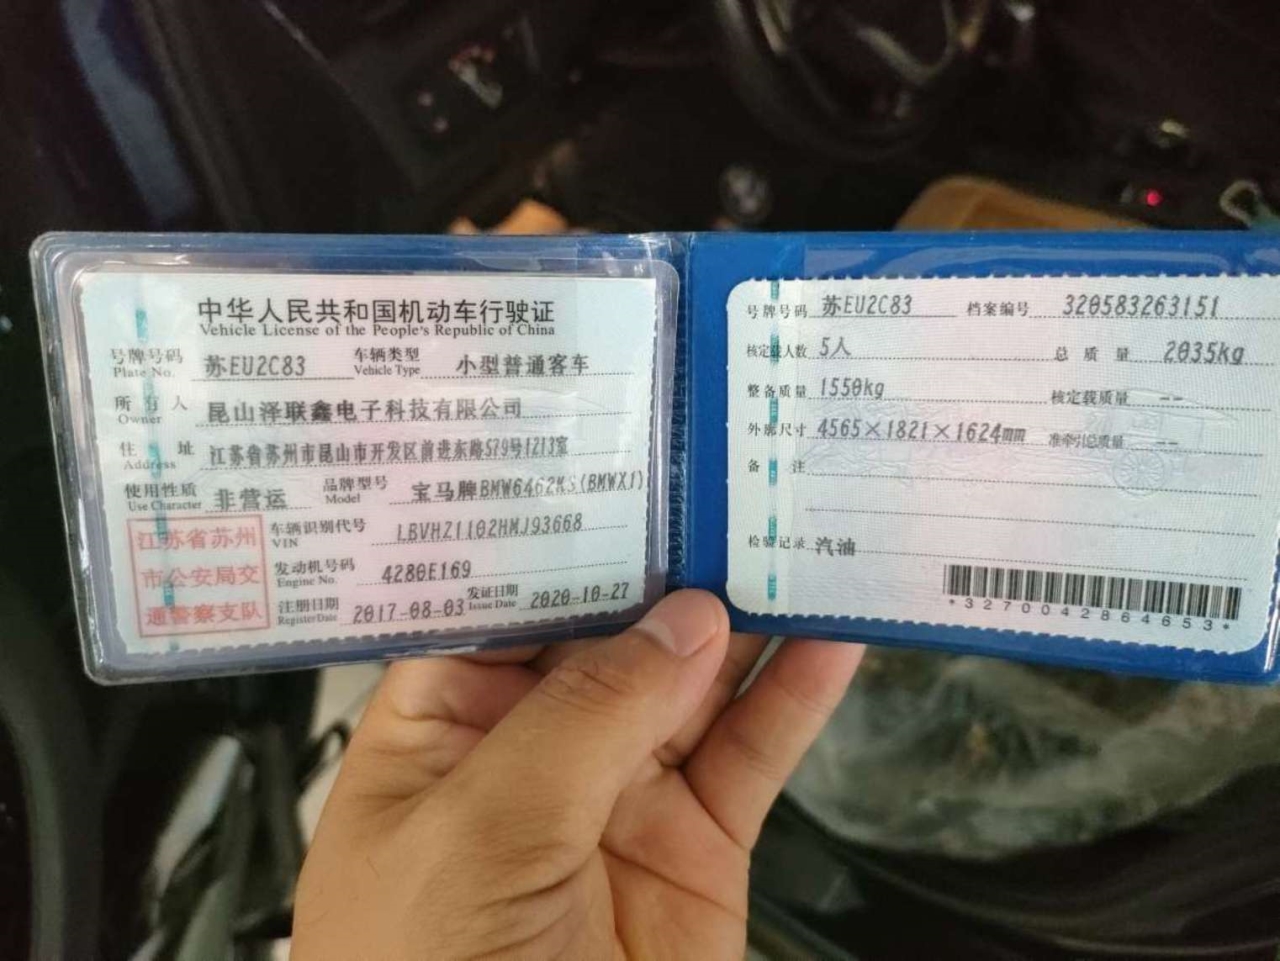 中华人民共和国机动车行驶证
Vehicle License of the People's Republic of China
号牌号码 苏EU2C83 车辆类型 小型普通客车
Plate No. Vehicle Type
所有人 昆山泽联鑫电子科技有限公司
Owner
住址 江苏省苏州市昆山市开发区前进东路579号1213室
Address
使用性质 非营运 品牌型号 宝马牌BMW6462KS(BMWX1)
Use Character Model
江苏省苏州
市公安局交
通警察支队
车辆识别代号 LBVHZ1102HMJ93668
VIN
发动机号码 4280E169
Engine No.
注册日期 2017-08-03 发证日期 2020-10-27
Register Date Issue Date
号牌号码 苏EU2C83 档案编号 320583263151
核定载人数 5人 总质量 2035kg
整备质量 1550kg 核定载质量 --
外廓尺寸 4565×1821×1624mm 准牵引总质量 --
备注
检验记录 汽油
*3270042864653*